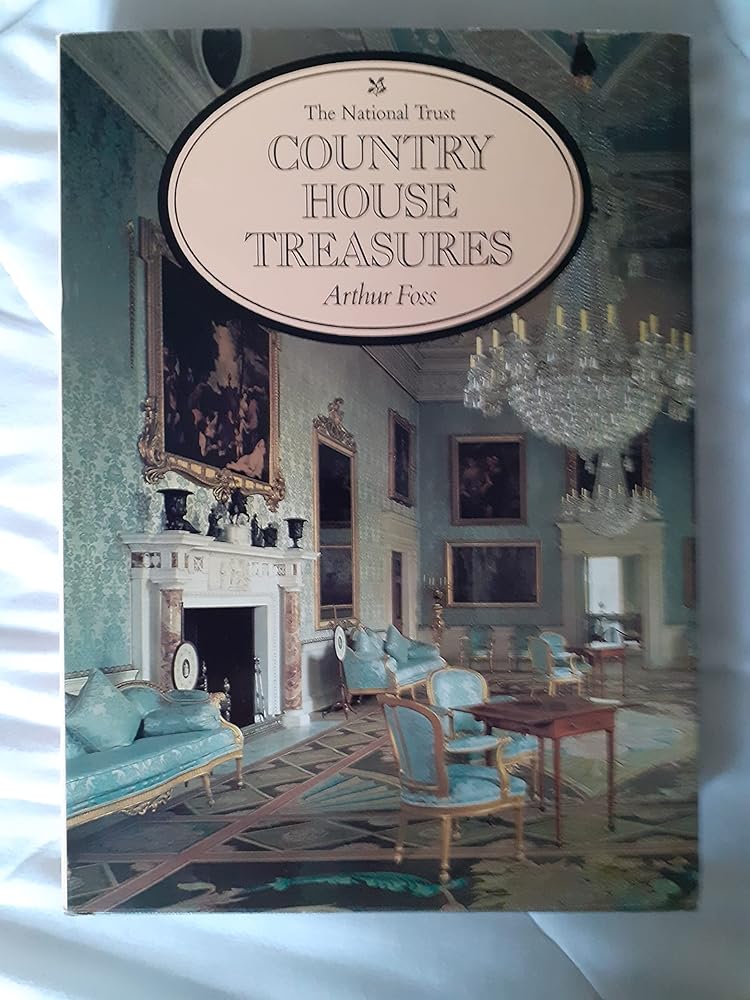 The National Trust
COUNTRY
HOUSE
TREASURES
Arthur Foss